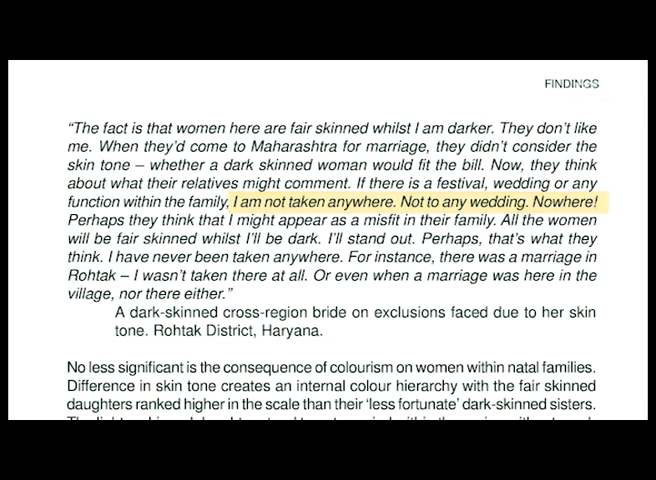 FINDINGS
“The fact is that women here are fair skinned whilst I am darker. They don’t like
me. When they’d come to Maharashtra for marriage, they didn’t consider the
skin tone – whether a dark skinned woman would fit the bill. Now, they think
about what their relatives might comment. If there is a festival, wedding or any
function within the family, I am not taken anywhere. Not to any wedding. Nowhere!
Perhaps they think that I might appear as a misfit in their family. All the women
will be fair skinned whilst I’ll be dark. I’ll stand out. Perhaps, that’s what they
think. I have never been taken anywhere. For instance, there was a marriage in
Rohtak – I wasn’t taken there at all. Or even when a marriage was here in the
village, nor there either.”
A dark-skinned cross-region bride on exclusions faced due to her skin
tone. Rohtak District, Haryana.
No less significant is the consequence of colourism on women within natal families.
Difference in skin tone creates an internal colour hierarchy with the fair skinned
daughters ranked higher in the scale than their ‘less fortunate’ dark-skinned sisters.